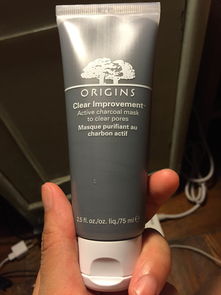 ORIGINS
Clear Improvement™
Active charcoal mask
to clear pores
Masque purifiant au
charbon actif
2.5 fl.oz./oz. liq./75 ml ℮